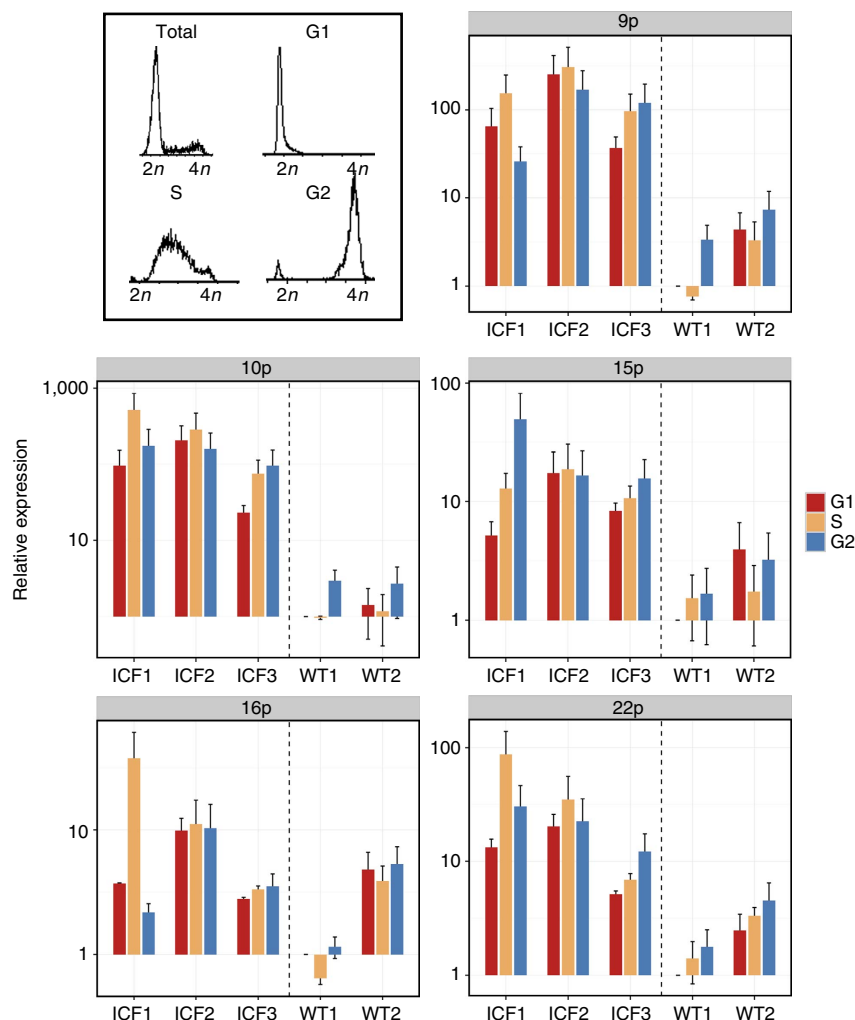 Total G1
2n 4n 2n 4n
S G2
2n 4n 2n 4n
9p
100
10
1
ICF1 ICF2 ICF3 WT1 WT2
Relative expression
10p
1,000
10
ICF1 ICF2 ICF3 WT1 WT2
15p
100
10
1
ICF1 ICF2 ICF3 WT1 WT2
G1
S
G2
16p
10
1
ICF1 ICF2 ICF3 WT1 WT2
22p
100
10
1
ICF1 ICF2 ICF3 WT1 WT2